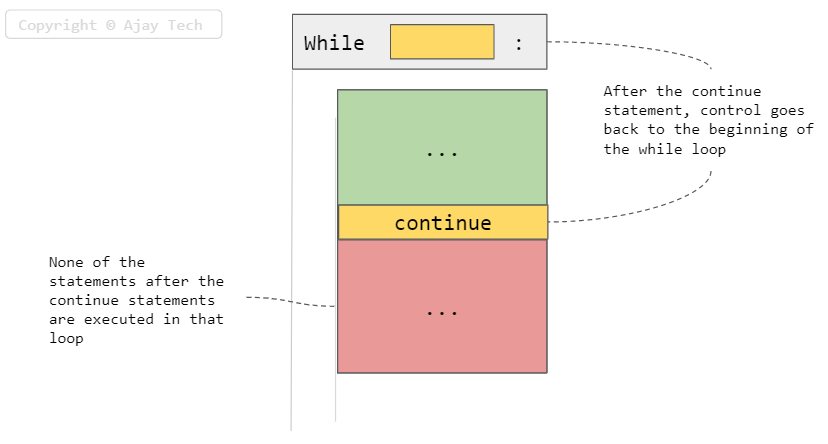 Copyright © Ajay Tech
While :
After the continue
statement, control goes
back to the beginning of
the while loop
...
continue
None of the
statements after the
continue statements
are executed in that
loop
...